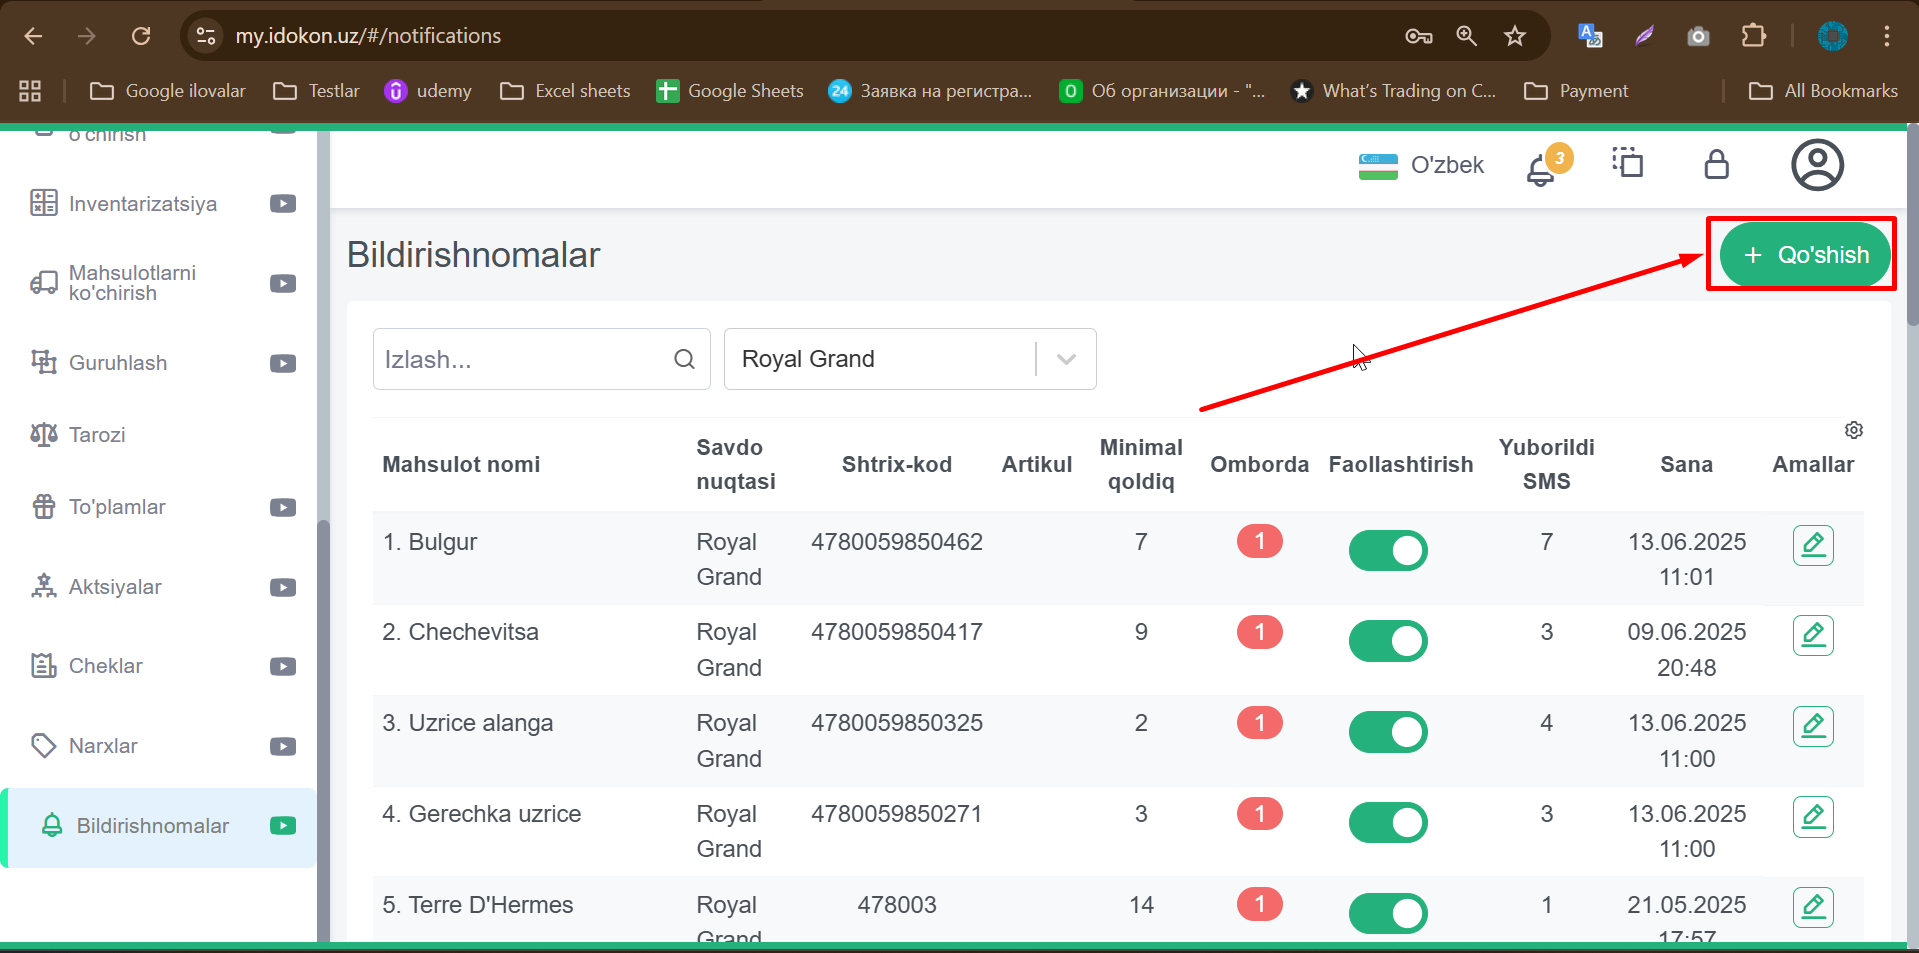 my.idokon.uz/#/notifications
Google ilovalar Testlar udemy Excel sheets Google Sheets 24 Заявка на регистра... O Об организации - "... What's Trading on C... Payment All Bookmarks
o'chirish
Inventarizatsiya
Mahsulotlarni
ko'chirish
Guruhlash
Tarozi
To'plamlar
Aktsiyalar
Cheklar
Narxlar
Bildirishnomalar
O'zbek 3
Bildirishnomalar
+ Qo'shish
Izlash... Royal Grand
Mahsulot nomi Savdo nuqtasi Shtrix-kod Artikul Minimal qoldiq Omborda Faollashtirish Yuborildi SMS Sana Amallar
1. Bulgur Royal Grand 4780059850462 7 1 7 13.06.2025 11:01
2. Chechevitsa Royal Grand 4780059850417 9 1 3 09.06.2025 20:48
3. Uzrice alanga Royal Grand 4780059850325 2 1 4 13.06.2025 11:00
4. Gerechka uzrice Royal Grand 4780059850271 3 1 3 13.06.2025 11:00
5. Terre D'Hermes Royal Grand 478003 14 1 1 21.05.2025 17:57